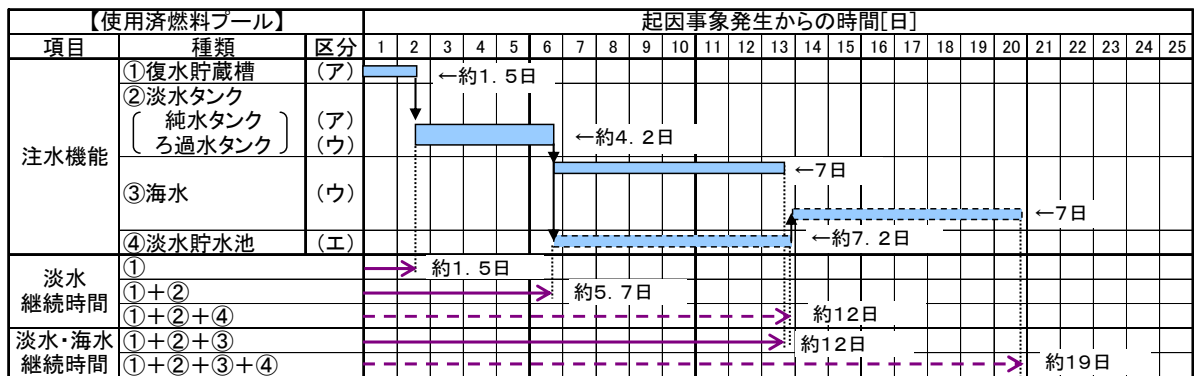 【使用済燃料プール】 起因事象発生からの時間[日]
項目 種類 区分 1 2 3 4 5 6 7 8 9 10 11 12 13 14 15 16 17 18 19 20 21 22 23 24 25
①復水貯蔵槽 (ア) ←約1.5日
②淡水タンク
純水タンク (ア) ←約4.2日
ろ過水タンク (ウ)
注水機能
←7日
③海水 (ウ)
←7日
④淡水貯水池 (エ) ←約7.2日
淡水
継続時間
① 約1.5日
①+② 約5.7日
①+②+④ 約12日
淡水・海水
継続時間
①+②+③ 約12日
①+②+③+④ 約19日